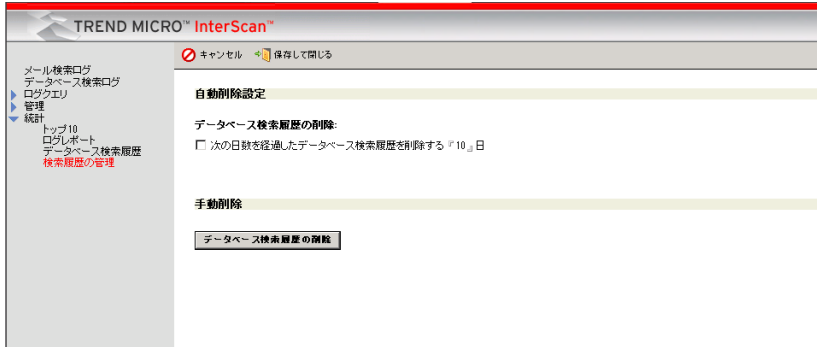 TREND MICRO™ InterScan™
キャンセル 保存して閉じる
メール検索ログ
データベース検索ログ
ログクエリ
管理
統計
トップ10
ログレポート
データベース検索履歴
検索履歴の管理
自動削除設定
データベース検索履歴の削除:
次の日数を経過したデータベース検索履歴を削除する『10』日
手動削除
データベース検索履歴の削除